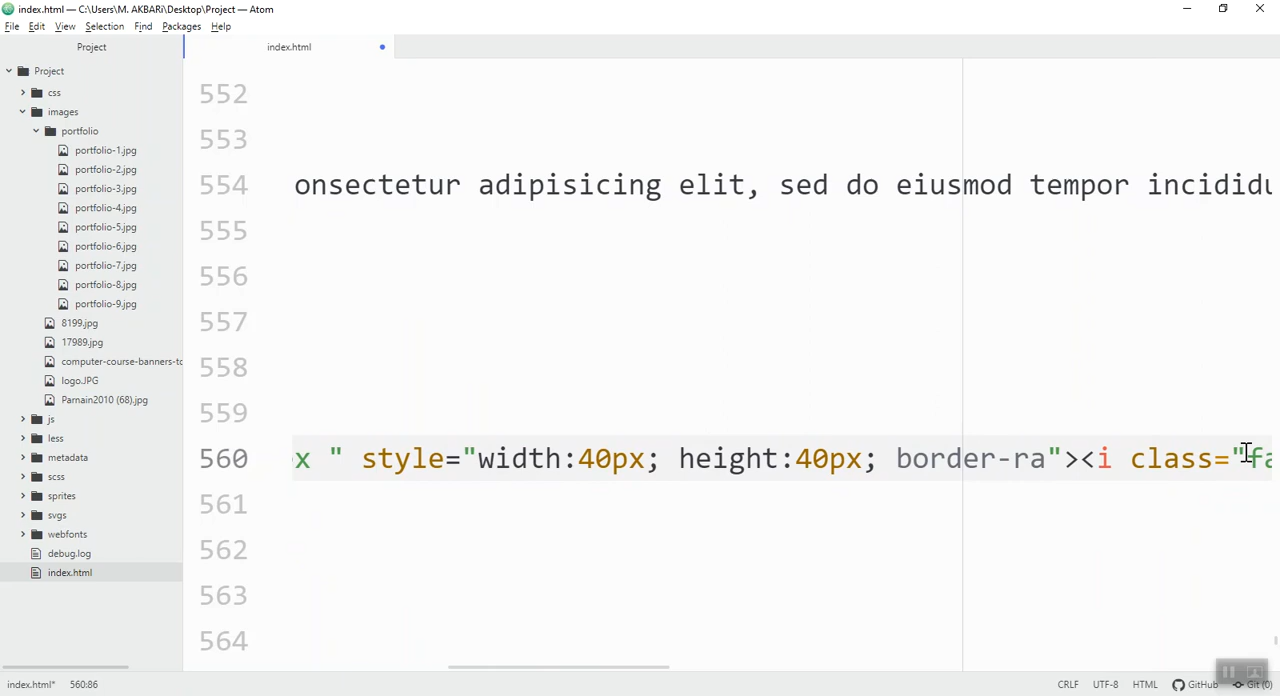 index.html — C:\Users\M. AKBARi\Desktop\Project — Atom
File Edit View Selection Find Packages Help
Project
index.html
Project
css
images
portfolio
portfolio-1.jpg
portfolio-2.jpg
portfolio-3.jpg
portfolio-4.jpg
portfolio-5.jpg
portfolio-6.jpg
portfolio-7.jpg
portfolio-8.jpg
portfolio-9.jpg
8199.jpg
17989.jpg
computer-course-banners-to
logo.JPG
Parnain2010 (68).jpg
js
less
metadata
scss
sprites
svgs
webfonts
debug.log
index.html
552
553
554 onsectetur adipisicing elit, sed do eiusmod tempor incididu
555
556
557
558
559
560 x " style="width:40px; height:40px; border-ra"><i class="fa
561
562
563
564
index.html* 560:86 CRLF UTF-8 HTML GitHub Git (0)